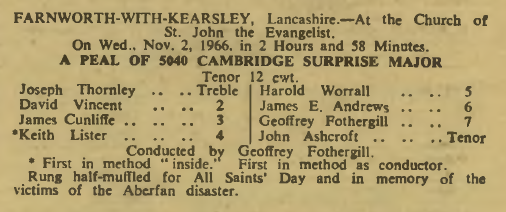 FARNWORTH-WITH-KEARSLEY, Lancashire.—At the Church of
St. John the Evangelist.
On Wed., Nov. 2, 1966, in 2 Hours and 58 Minutes.
A PEAL OF 5040 CAMBRIDGE SURPRISE MAJOR
Tenor 12 cwt.
Joseph Thornley .. .. Treble
David Vincent .. .. 2
James Cunliffe .. .. .. 3
*Keith Lister .. .. .. 4
Harold Worrall .. .. 5
James E. Andrews .. .. 6
Geoffrey Fothergill .. .. 7
John Ashcroft .. .. .. Tenor
Conducted by Geoffrey Fothergill.
* First in method "inside." First in method as conductor.
Rung half-muffled for All Saints' Day and in memory of the
victims of the Aberfan disaster.